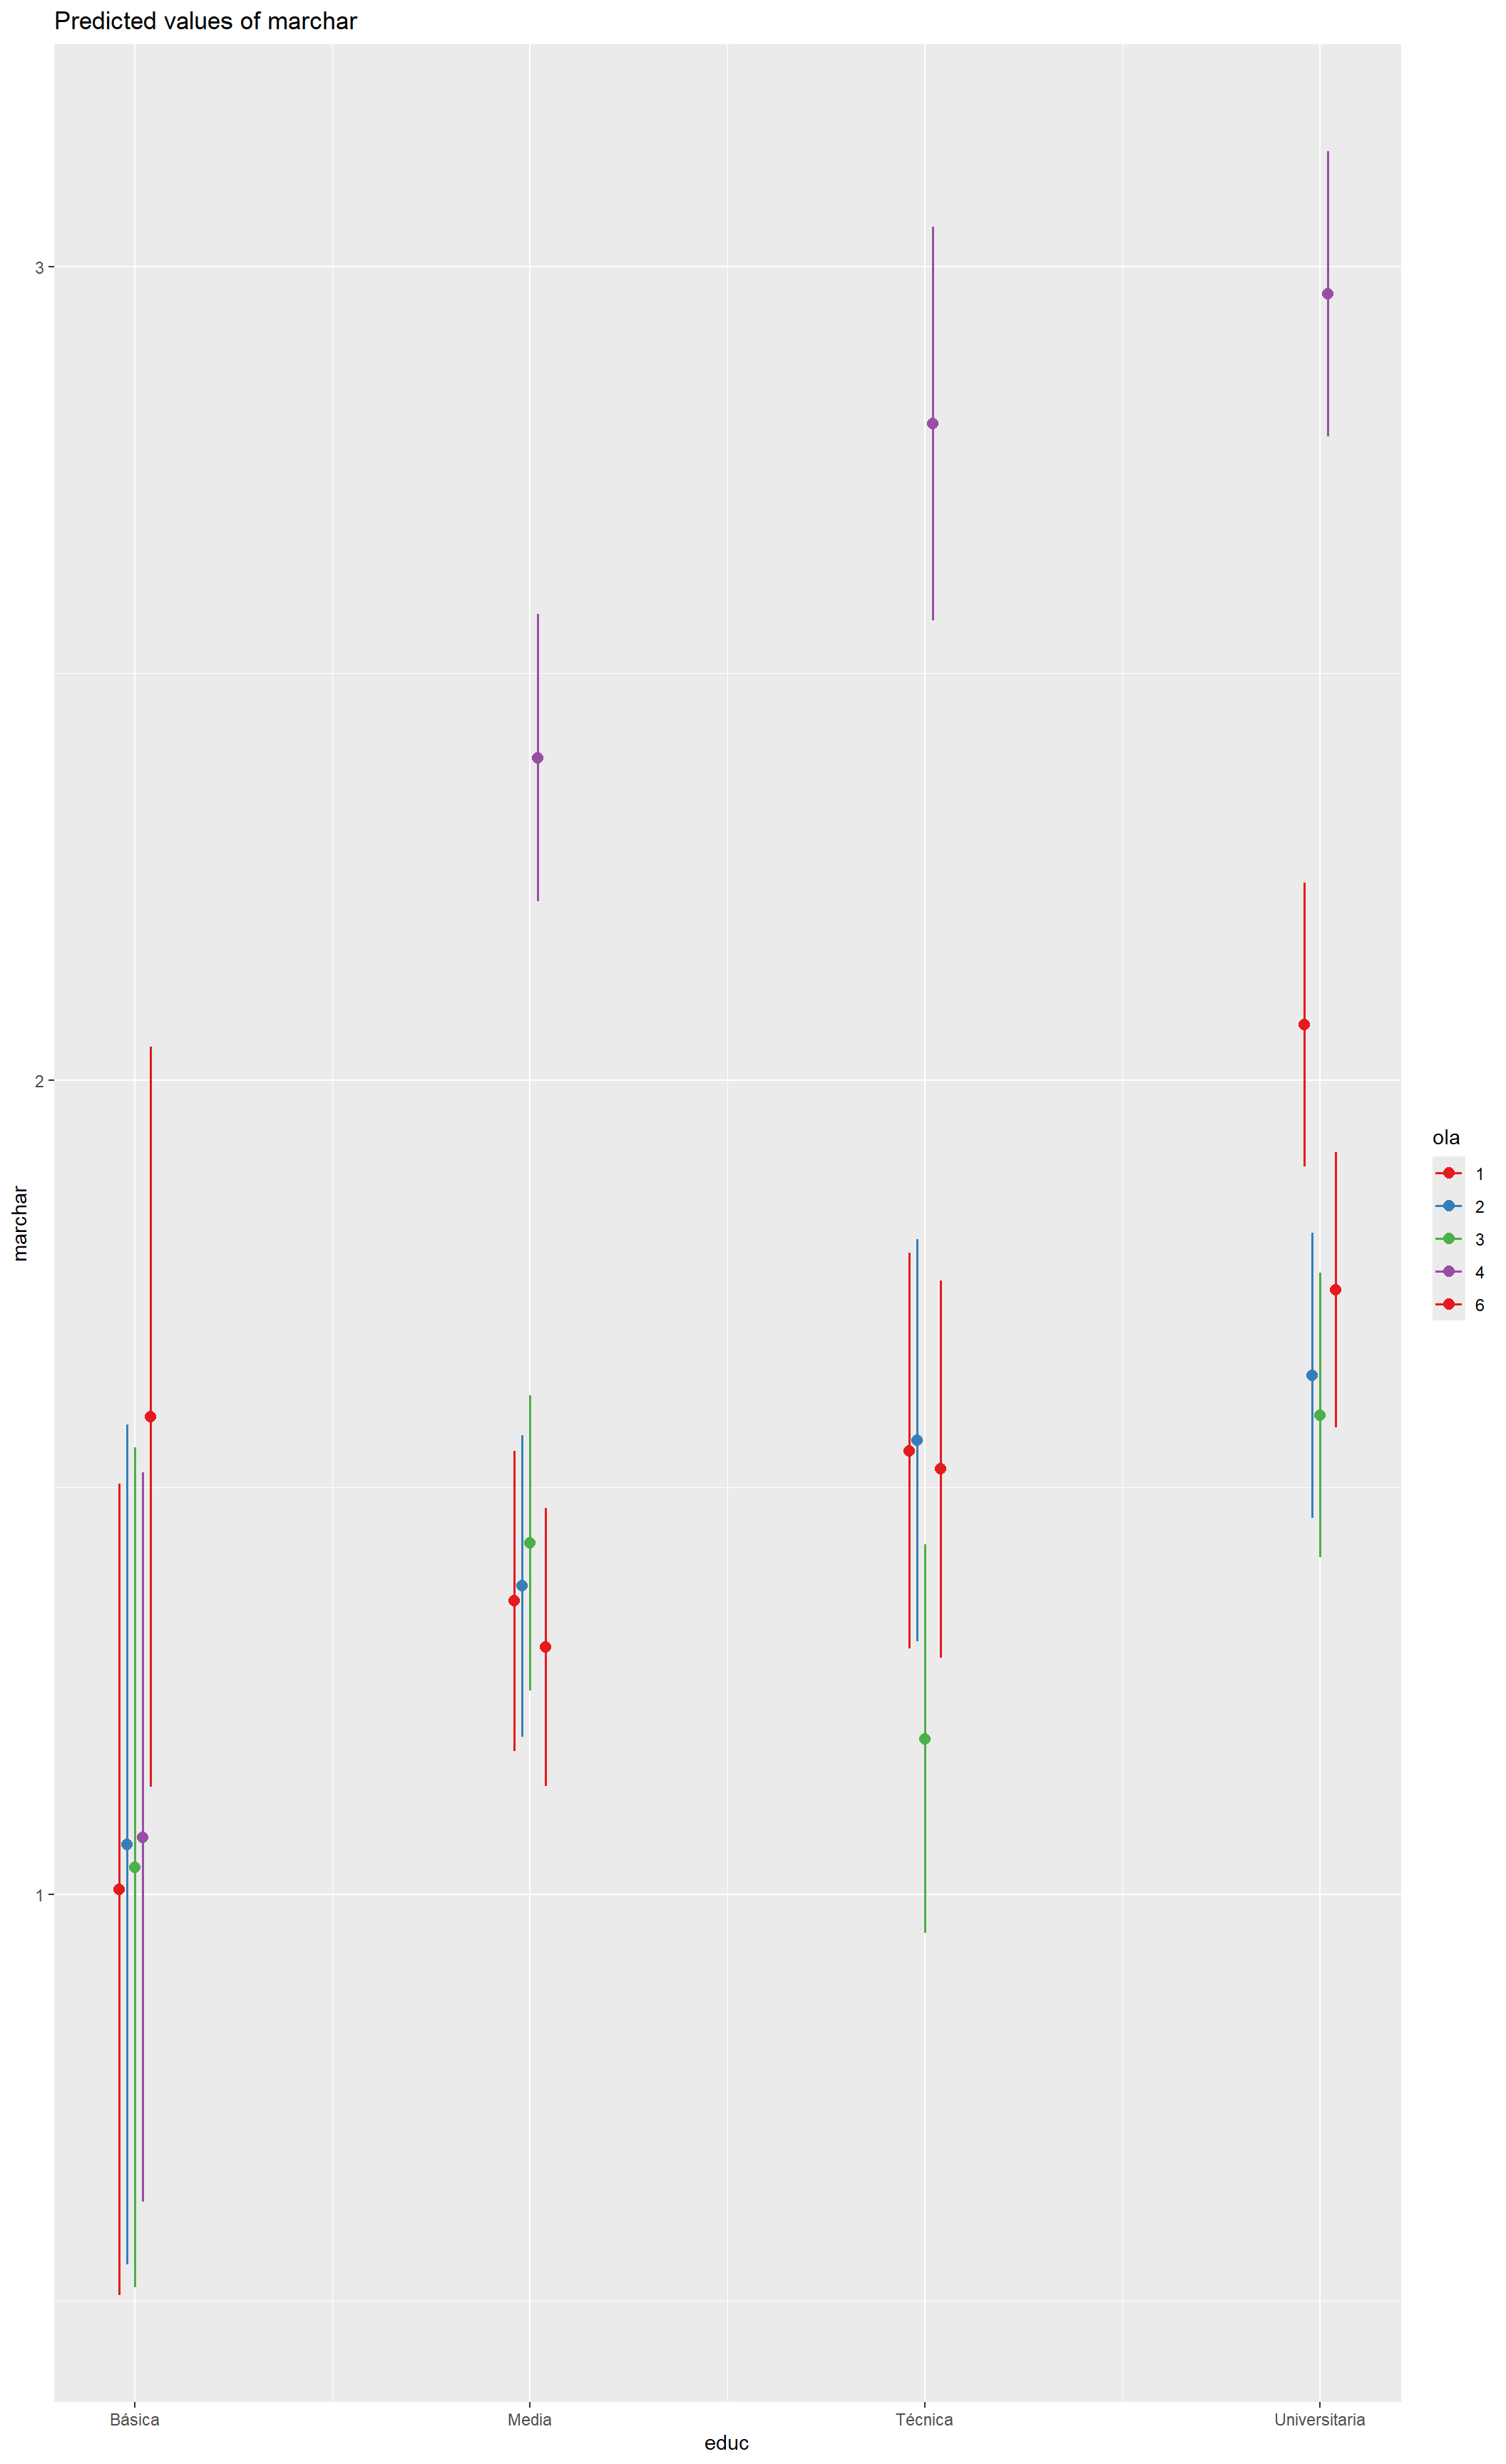 Predicted values of marchar
3
2
1
marchar
Básica
Media
Técnica
Universitaria
educ
ola
1
2
3
4
6